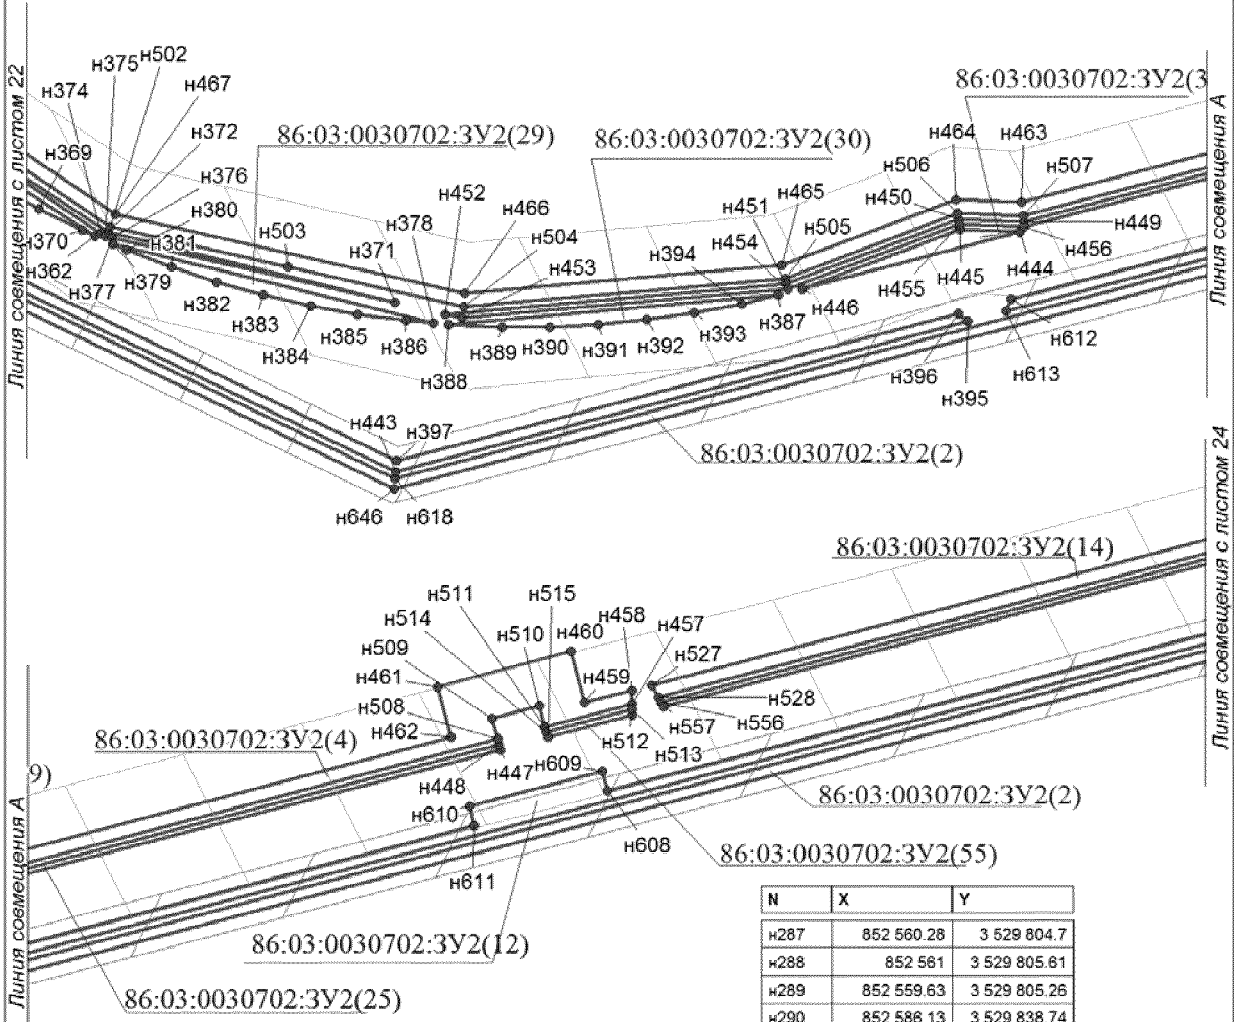 Линия совмещения с листом 22
н375
н502
н374
н467
86:03:0030702:ЗУ2(3
Линия совмещения А
н372
86:03:0030702:ЗУ2(29)
86:03:0030702:ЗУ2(30)
н464
н463
н369
н376
н452
н465
н506
н507
н380
н466
н451
н450
н370
н381
н503
н378
н504
н454
н505
н449
н371
н394
н456
н362
н453
н444
н377
н379
н455
н445
н382
н446
н383
н387
н384
н385
н386
н389
н390
н391
н392
н393
н612
н388
н396
н613
н395
н443
н397
86:03:0030702:ЗУ2(2)
н646
н618
Линия совмещения с листом 24
86:03:0030702:ЗУ2(14)
н511
н515
н514
н510
н460
н458
н457
н509
н527
н461
н459
н508
н528
н462
н557
н556
86:03:0030702:ЗУ2(4)
н512
н513
н447
н609
9)
н448
86:03:0030702:ЗУ2(2)
н610
н608
86:03:0030702:ЗУ2(55)
н611
Линия совмещения А
86:03:0030702:ЗУ2(12)
86:03:0030702:ЗУ2(25)
N X Y
н287 852 560.28 3 529 804.7
н288 852 561 3 529 805.61
н289 852 559.63 3 529 805.26
н290 852 586.13 3 529 838.74